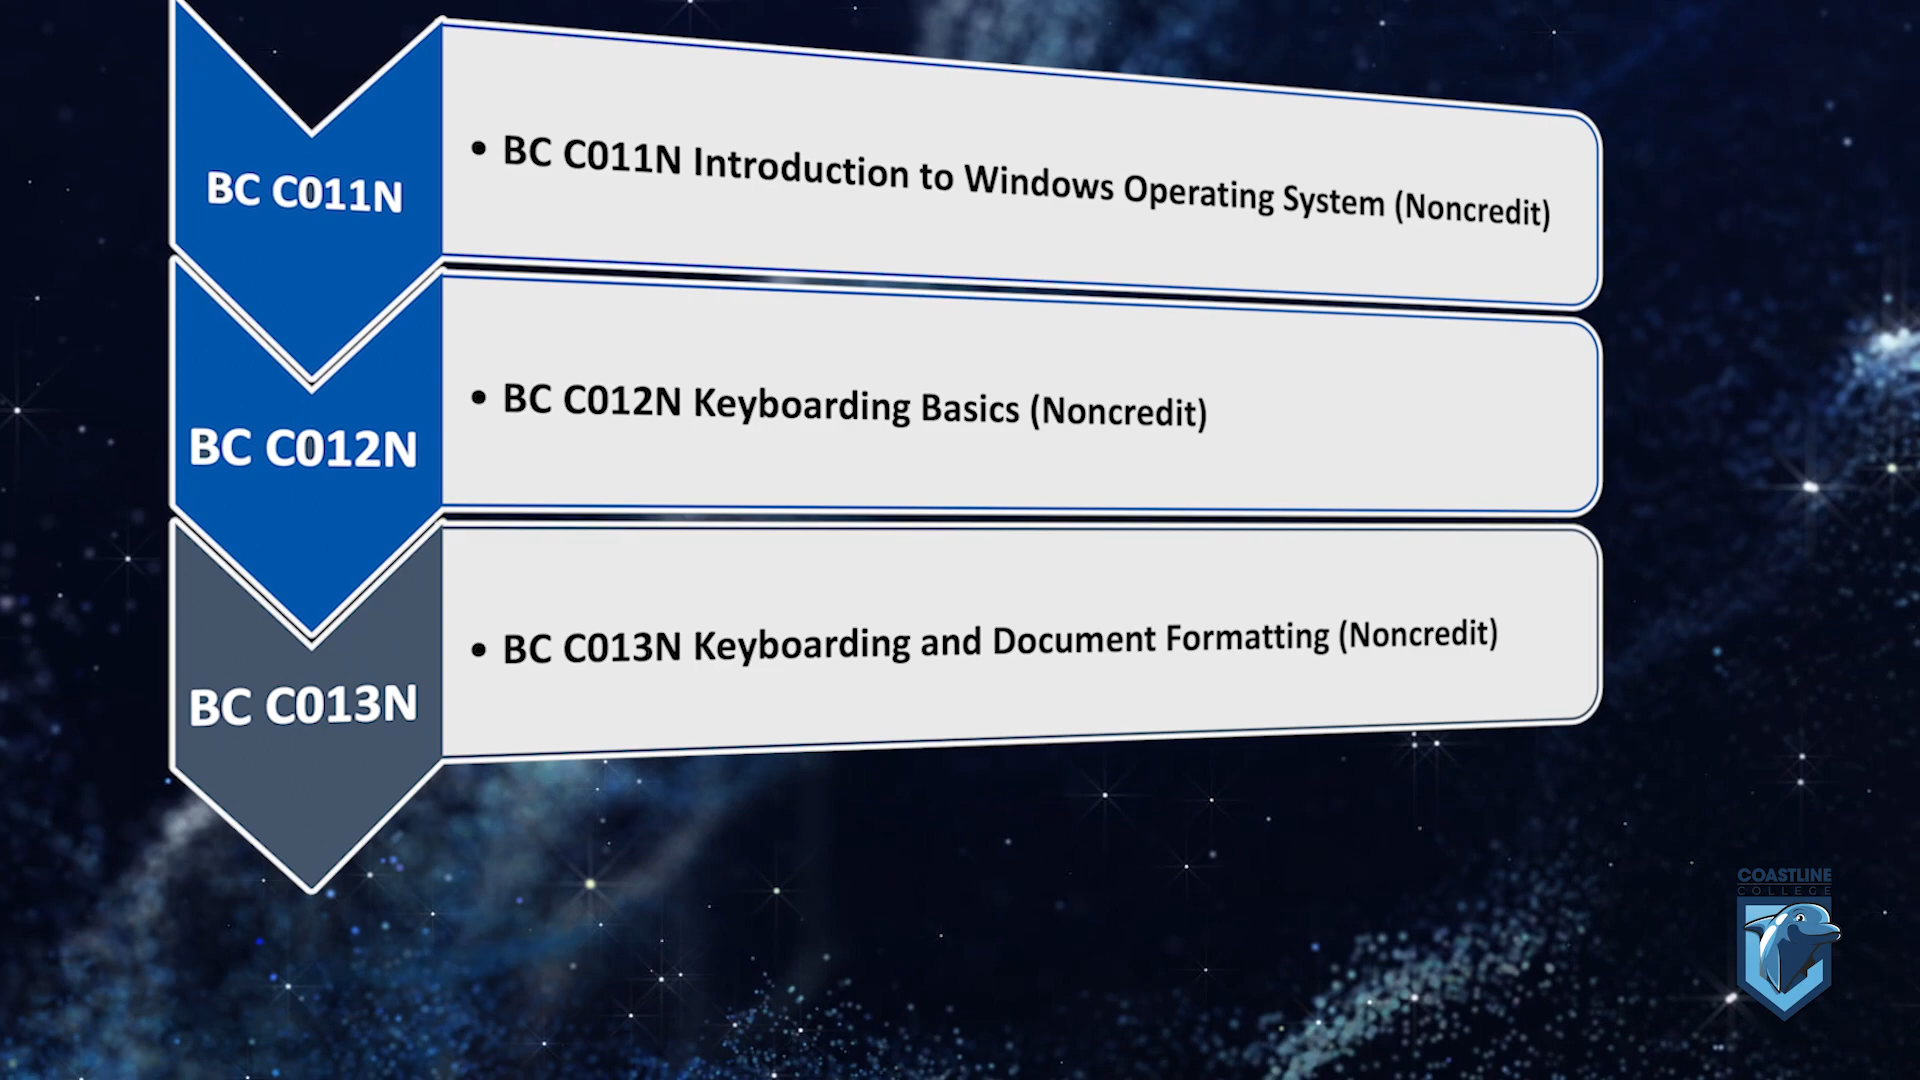 BC C011N
• BC C011N Introduction to Windows Operating System (Noncredit)
BC C012N
• BC C012N Keyboarding Basics (Noncredit)
BC C013N
• BC C013N Keyboarding and Document Formatting (Noncredit)
COASTLINE
COLLEGE